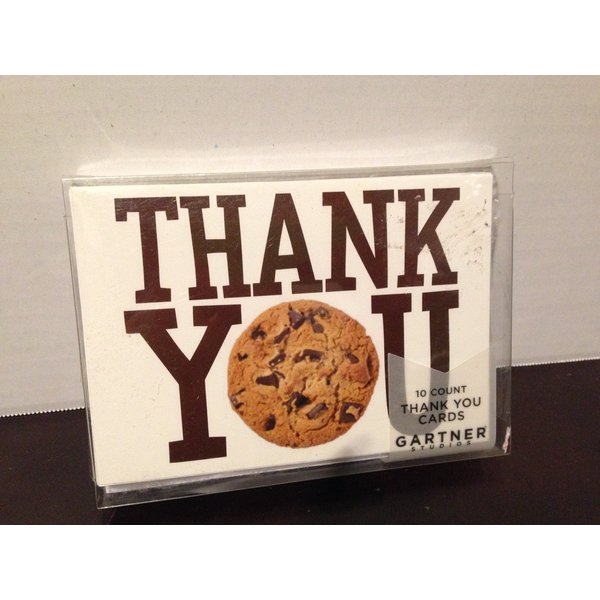 THANK
YOU
10 COUNT
THANK YOU
CARDS
GARTNER
STUDIOS